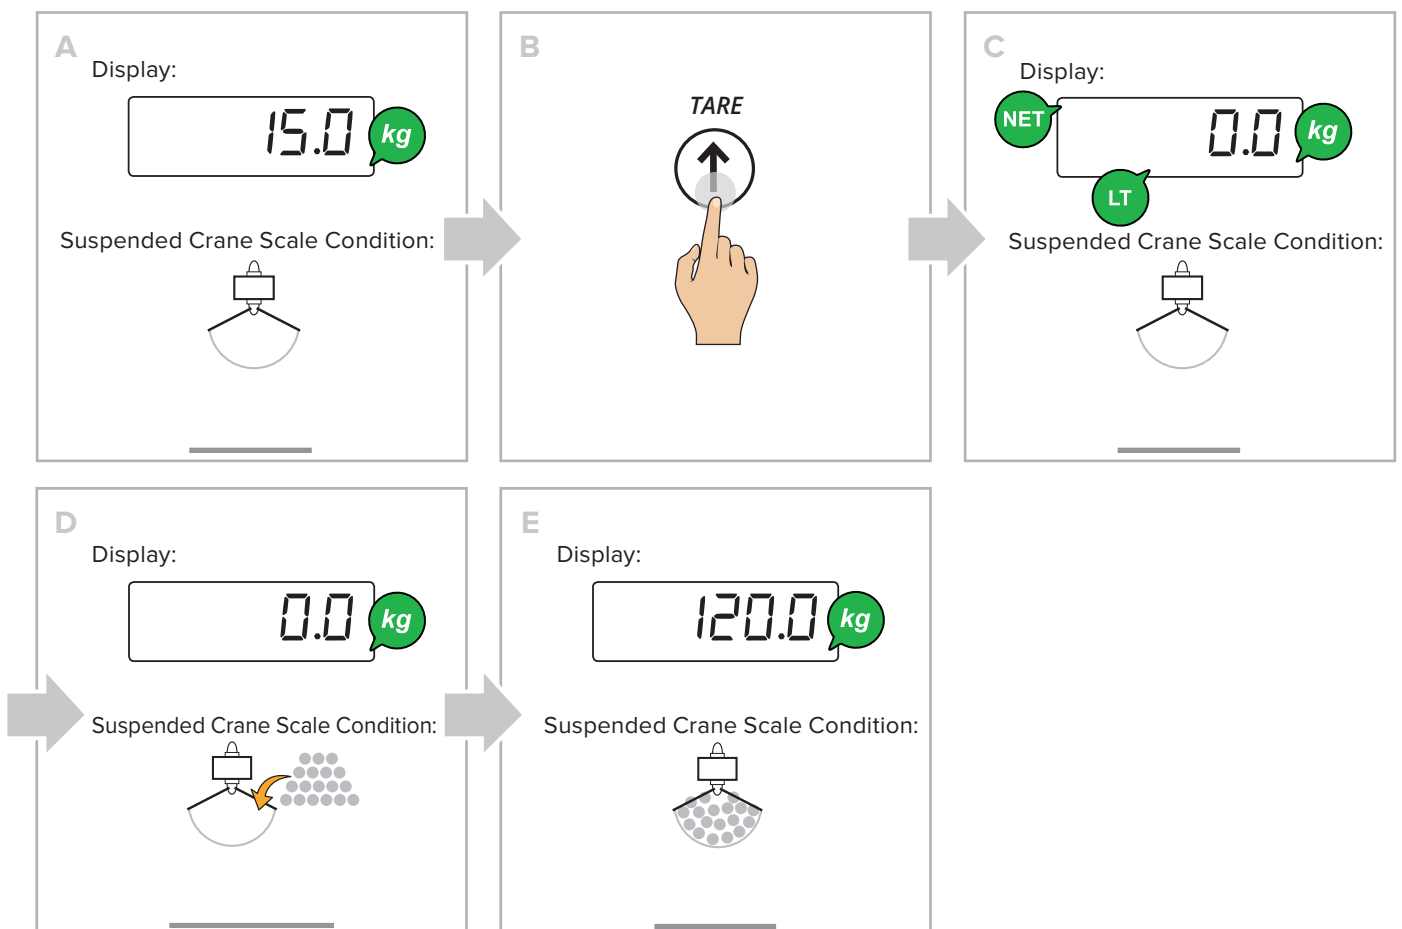 A
Display:
15.0 kg
Suspended Crane Scale Condition:
B
TARE
C
Display:
NET
0.0 kg
LT
Suspended Crane Scale Condition:
D
Display:
0.0 kg
Suspended Crane Scale Condition:
E
Display:
120.0 kg
Suspended Crane Scale Condition: